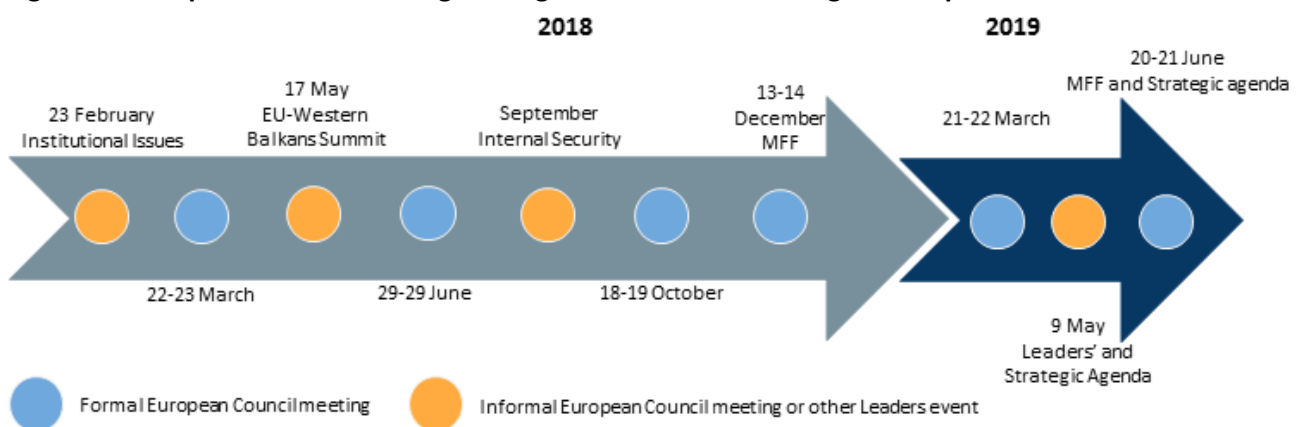 2018
2019
23 February
Institutional Issues
17 May
EU-Western
Balkans Summit
September
Internal Security
13-14
December
MFF
21-22 March
20-21 June
MFF and Strategic agenda
22-23 March
29-29 June
18-19 October
9 May
Leaders' and
Strategic Agenda
Formal European Council meeting
Informal European Council meeting or other Leaders event